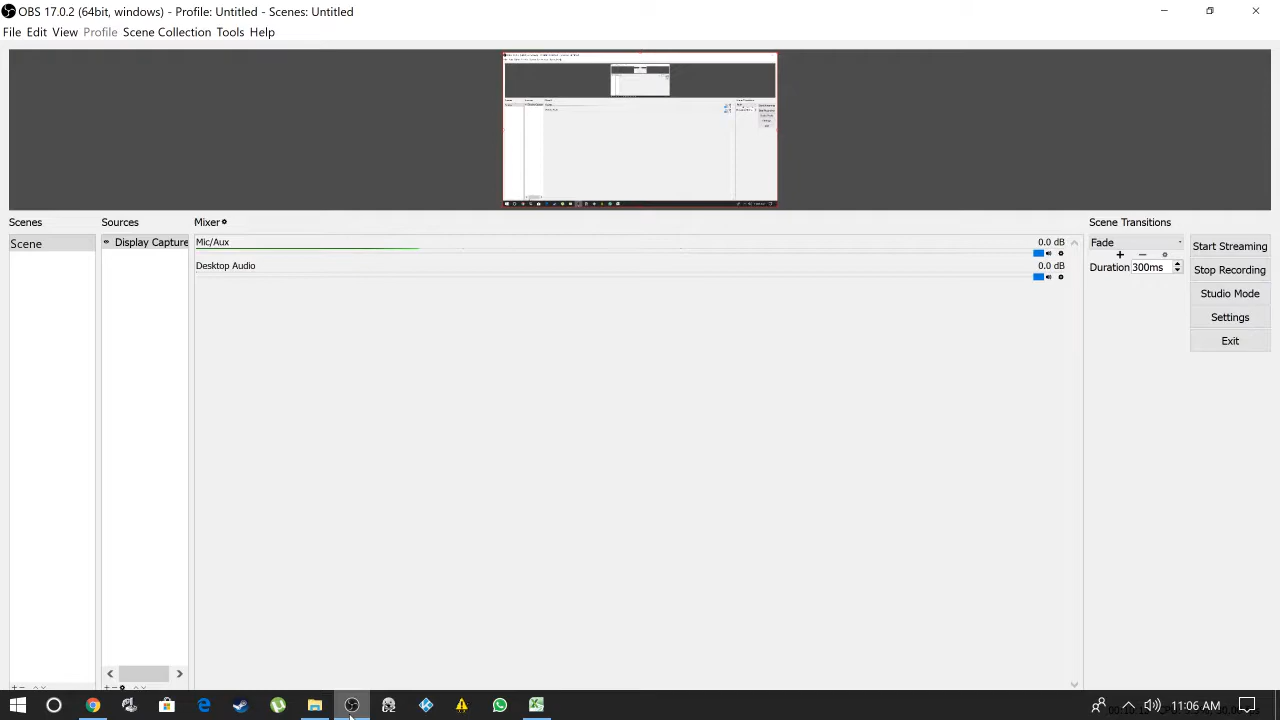 OBS 17.0.2 (64bit, windows) - Profile: Untitled - Scenes: Untitled
File Edit View Profile Scene Collection Tools Help
Scenes
Sources
Mixer
Scene Transitions
Scene
Display Capture
Mic/Aux
0.0 dB
Desktop Audio
0.0 dB
Fade
Duration 300ms
Start Streaming
Stop Recording
Studio Mode
Settings
Exit
11:06 AM